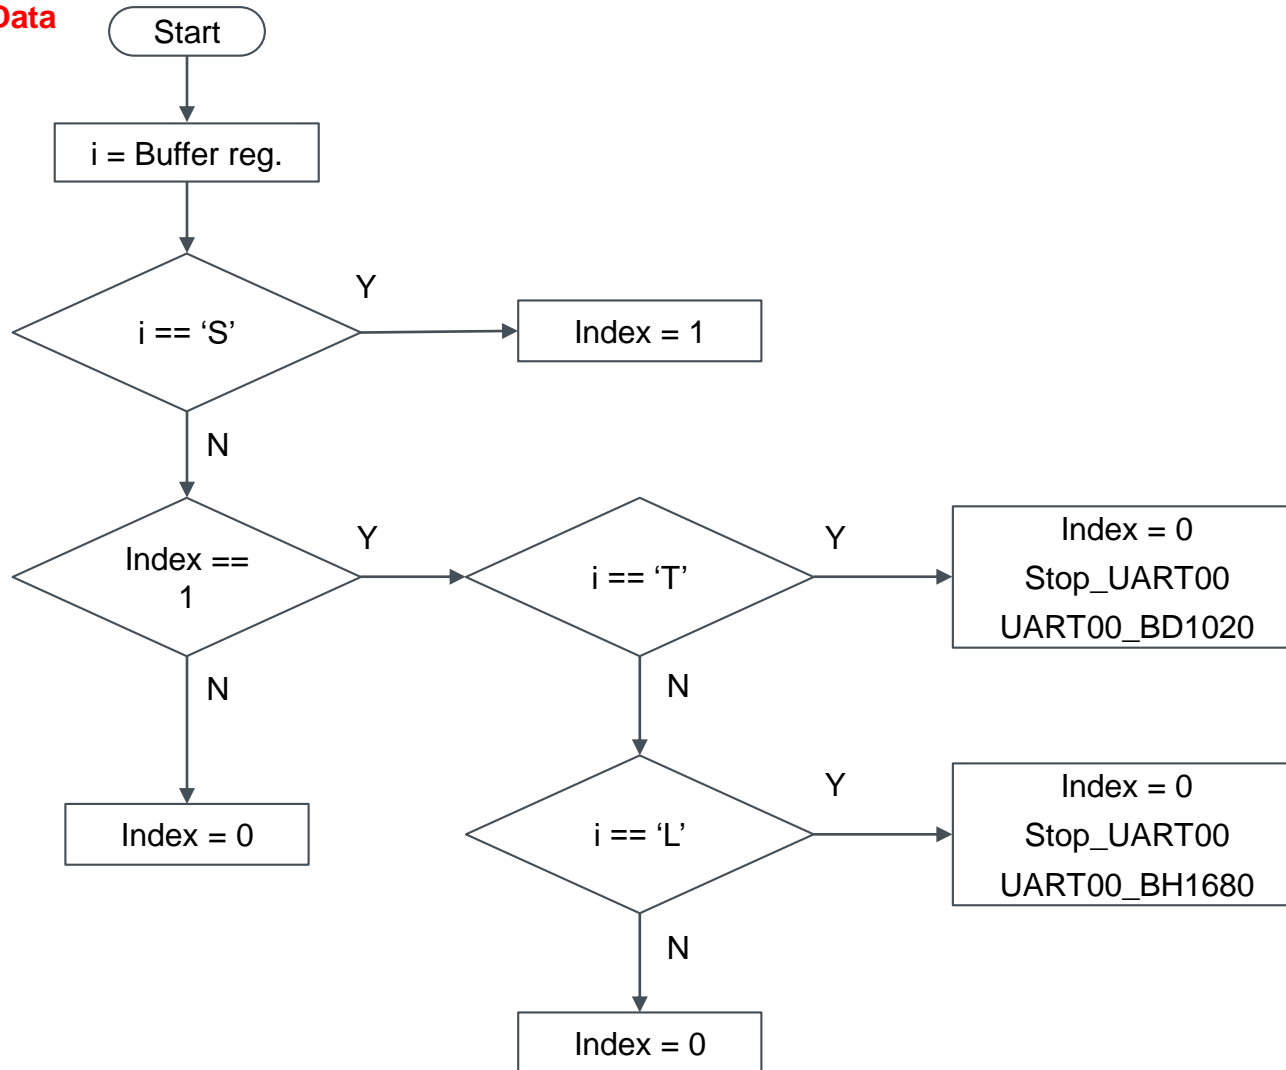 Data
Start
i = Buffer reg.
i == ‘S’
Y
Index = 1
N
Index ==
1
Y
i == ‘T’
Y
Index = 0
Stop_UART00
UART00_BD1020
N
N
Index = 0
i == ‘L’
Y
Index = 0
Stop_UART00
UART00_BH1680
N
Index = 0